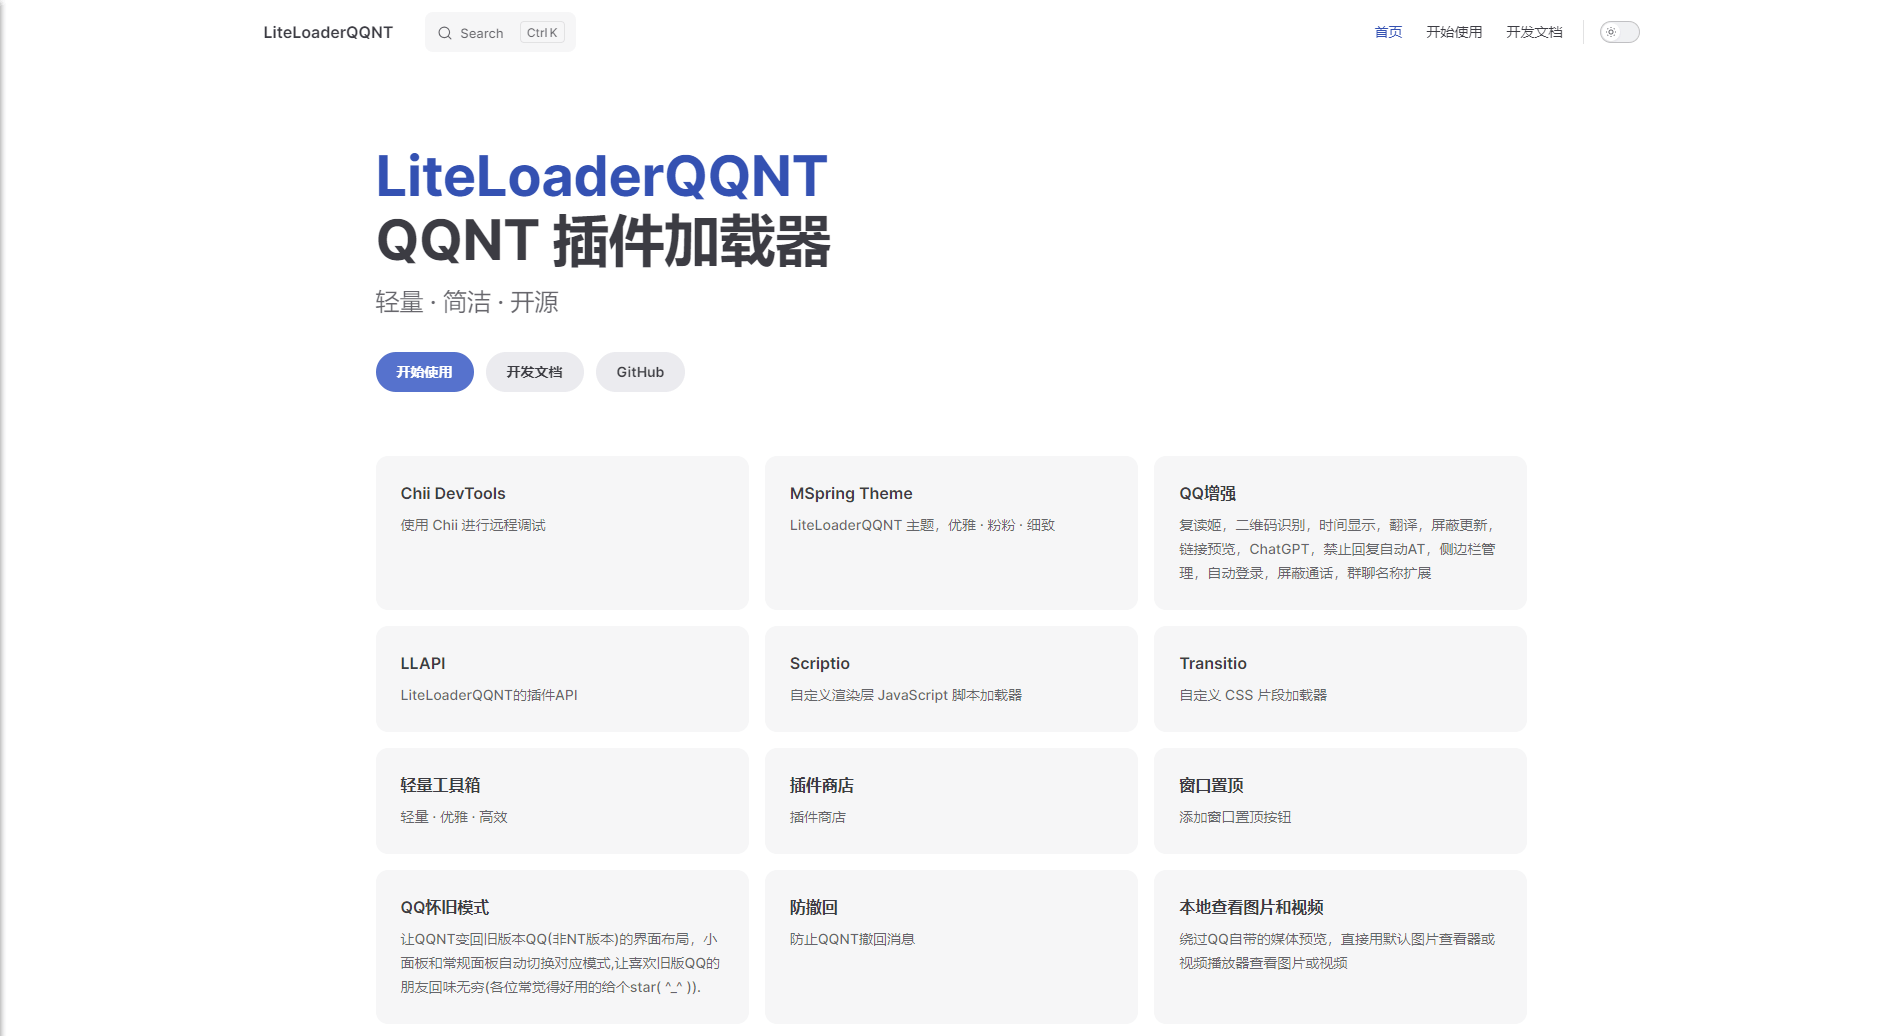 LiteLoaderQQNT
Search
Ctrl K
首页
开始使用
开发文档
LiteLoaderQQNT
QQNT 插件加载器
轻量 · 简洁 · 开源
开始使用
开发文档
GitHub
Chii DevTools
使用 Chii 进行远程调试
MSpring Theme
LiteLoaderQQNT 主题，优雅 · 粉粉 · 细致
QQ增强
复读姬，二维码识别，时间显示，翻译，屏蔽更新，
链接预览，ChatGPT，禁止回复自动AT，侧边栏管
理，自动登录，屏蔽通话，群聊名称扩展
LLAPI
LiteLoaderQQNT的插件API
Scriptio
自定义渲染层 JavaScript 脚本加载器
Transitio
自定义 CSS 片段加载器
轻量工具箱
轻量 · 优雅 · 高效
插件商店
插件商店
窗口置顶
添加窗口置顶按钮
QQ怀旧模式
让QQNT变回旧版本QQ(非NT版本)的界面布局，小
面板和常规面板自动切换对应模式,让喜欢旧版QQ的
朋友回味无穷(各位常觉得好用的给个star( ^_^ )).
防撤回
防止QQNT撤回消息
本地查看图片和视频
绕过QQ自带的媒体预览，直接用默认图片查看器或
视频播放器查看图片或视频